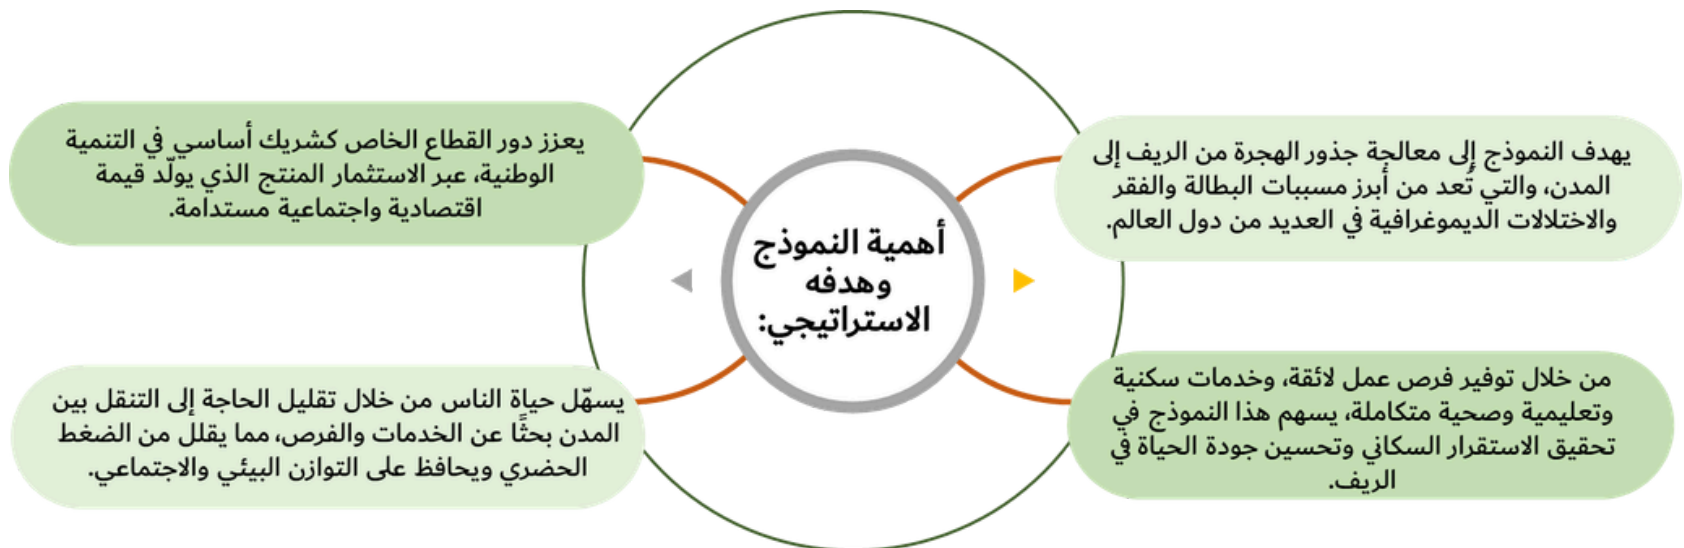 أهمية النموذج
وهدفه
الاستراتيجي:
يهدف النموذج إلى معالجة جذور الهجرة من الريف إلى
المدن، والتي تُعد من أبرز مسببات البطالة والفقر
والاختلالات الديموغرافية في العديد من دول العالم.
من خلال توفير فرص عمل لائقة، وخدمات سكنية
وتعليمية وصحية متكاملة، يسهم هذا النموذج في
تحقيق الاستقرار السكاني وتحسين جودة الحياة في
الريف.
يعزز دور القطاع الخاص كشريك أساسي في التنمية
الوطنية، عبر الاستثمار المنتج الذي يولّد قيمة
اقتصادية واجتماعية مستدامة.
يسهّل حياة الناس من خلال تقليل الحاجة إلى التنقل بين
المدن بحثًا عن الخدمات والفرص، مما يقلل من الضغط
الحضري ويحافظ على التوازن البيئي والاجتماعي.